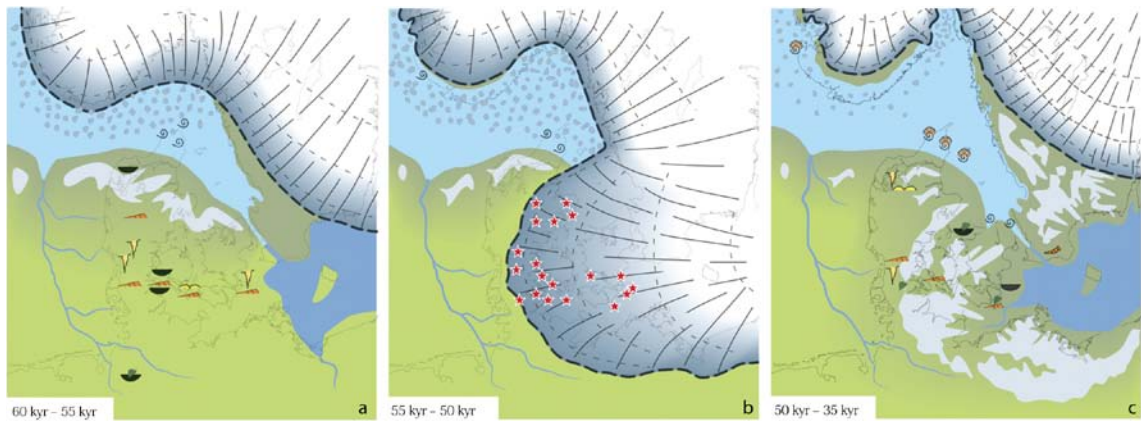 60 kyr – 55 kyr
a
55 kyr – 50 kyr
b
50 kyr – 35 kyr
c